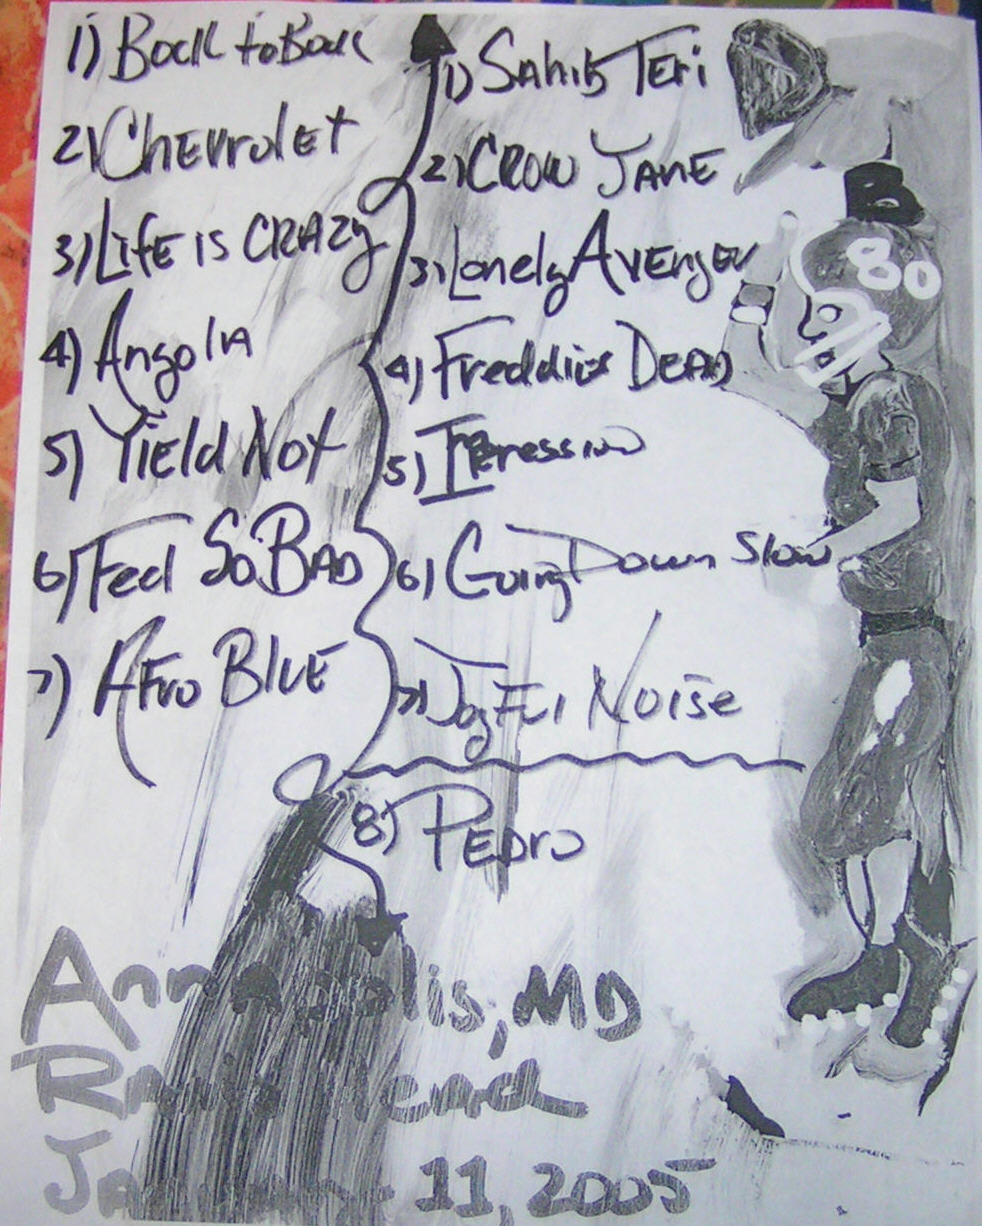 1) Back to Back
2) Chevrolet
3) Life is CRAZy
4) Angola
5) Yield Not
6) Feel So BAD
7) AFro BluE
1) SAhib TEri
2) CROW JANE
3) Lonely AVEngEr
4) Freddies DEAD
5) IPression
6) Going Down Slow
7) JoyFul Noise
8) PEDro
B
80
Annapolis, MD
Rams Head
January 11, 2005